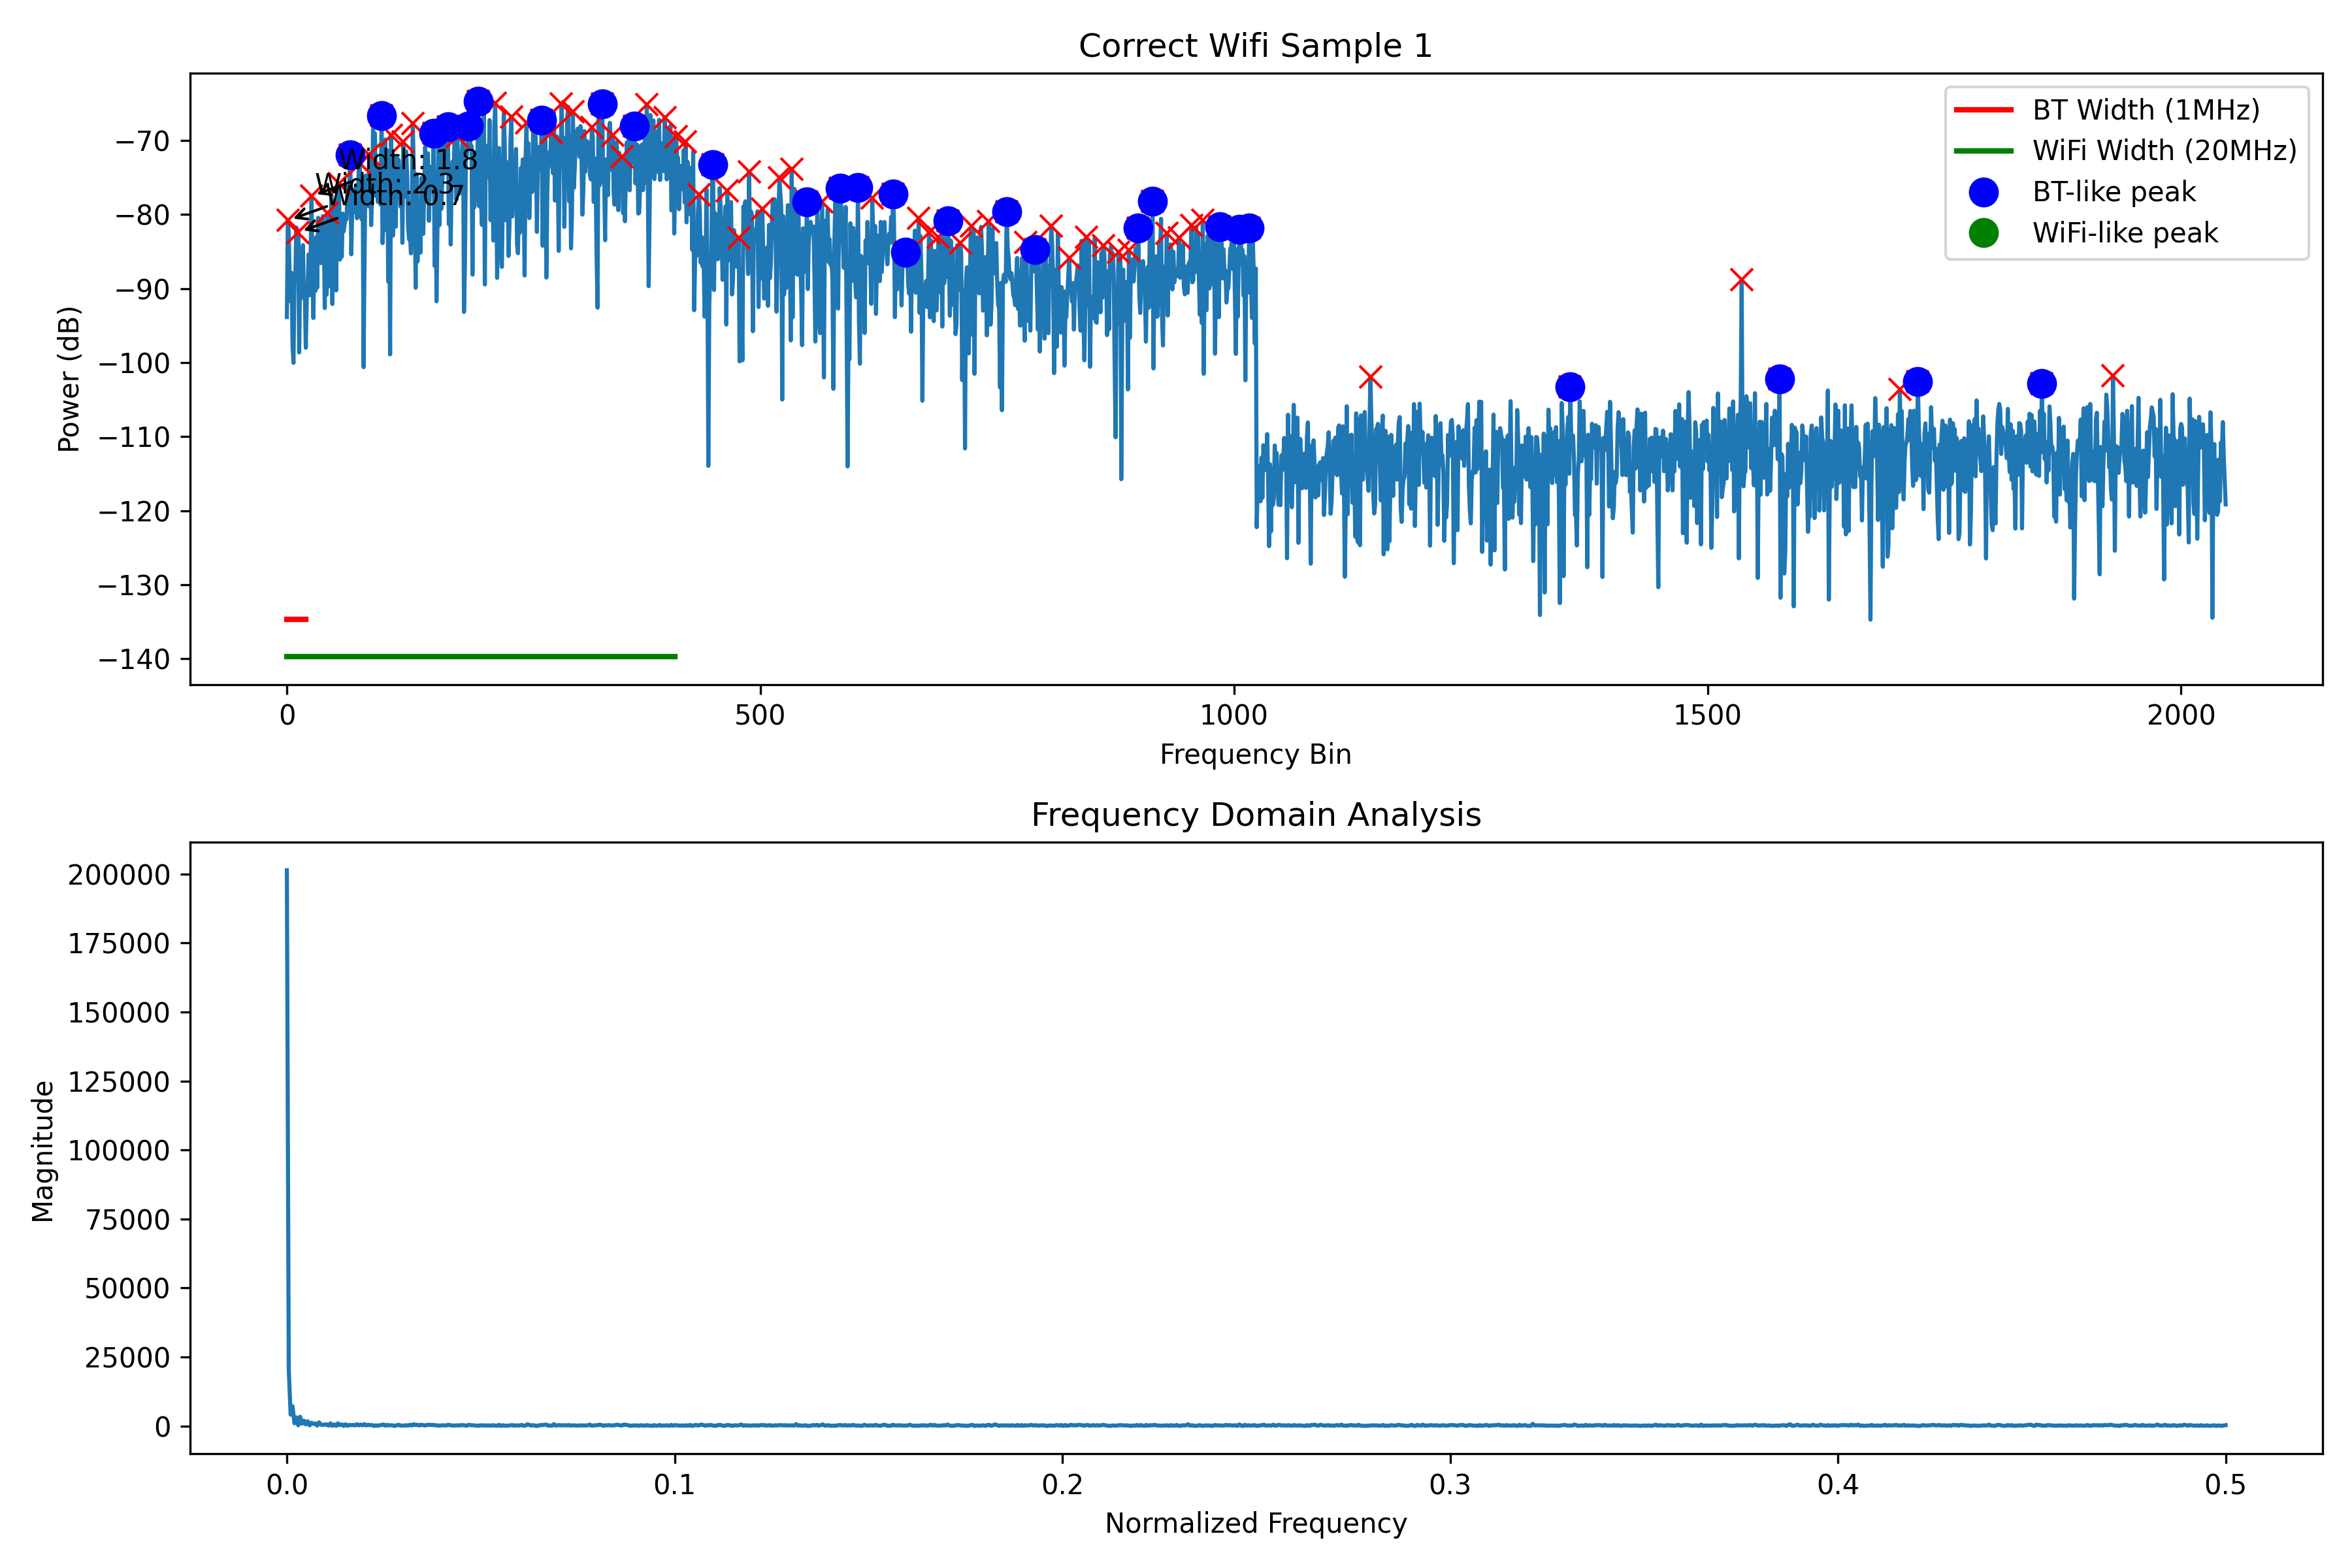 Correct Wifi Sample 1
BT Width (1MHz)
WiFi Width (20MHz)
BT-like peak
WiFi-like peak
Width: 1.8
Width: 2.3
Width: 0.7
Power (dB)
−70
−80
−90
−100
−110
−120
−130
−140
0
500
1000
1500
2000
Frequency Bin
Frequency Domain Analysis
Magnitude
200000
175000
150000
125000
100000
75000
50000
25000
0
0.0
0.1
0.2
0.3
0.4
0.5
Normalized Frequency